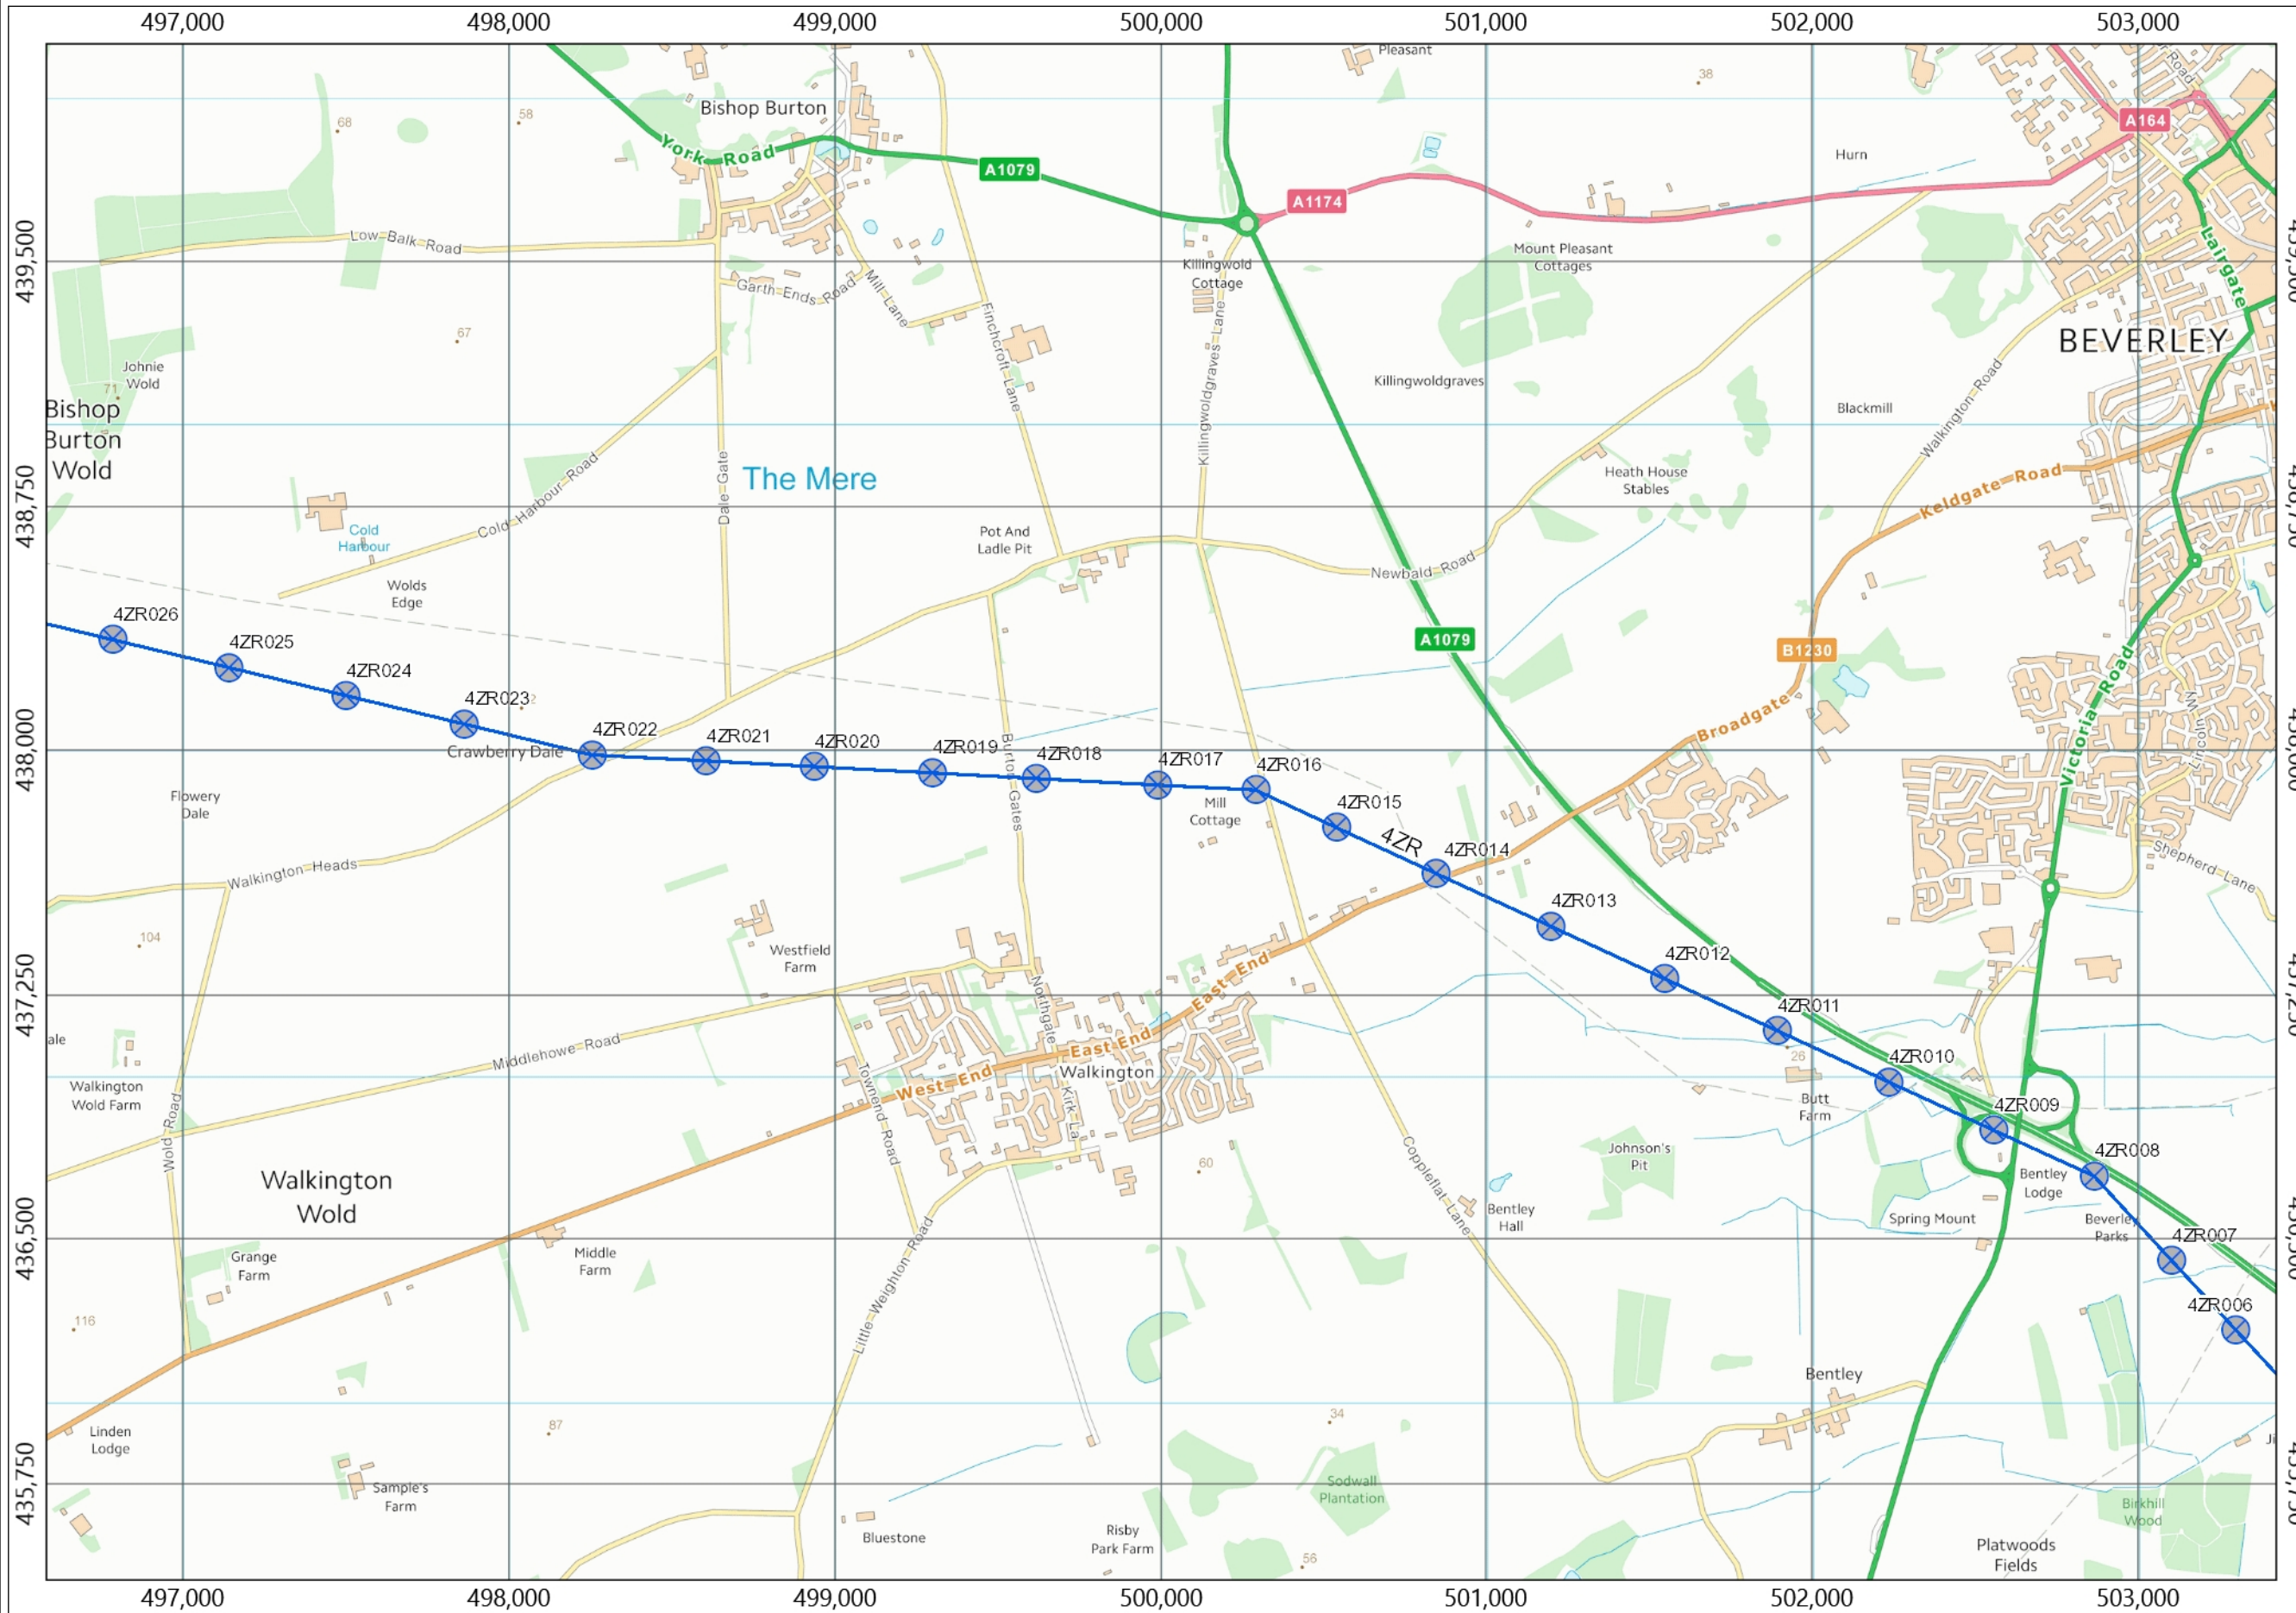 497,000 498,000 499,000 500,000 501,000 502,000 503,000
Pleasant
38
Bishop Burton
68
58
A164
York Road
A1079
Hurn
A1174
439,500
Low Balk Road
Killingwold
Cottage
Mount Pleasant
Cottages
Lairgate
Garth Ends Road
Mill Lane
Finchcroft Lane
Killingwoldgraves Lane
67
BEVERLEY
Johnie
Wold
71
Killingwoldgraves
Bishop
Burton
Wold
Blackmill
Walkington Road
438,750
The Mere
Dale Gate
Cold Harbour Road
Heath House
Stables
Keldgate Road
Cold
Harbour
Pot And
Ladle Pit
Newbald Road
Wolds
Edge
4ZR026
4ZR025
4ZR024
4ZR023
4ZR022
4ZR021
4ZR020
4ZR019
4ZR018
4ZR017
4ZR016
4ZR015
4ZR
4ZR014
4ZR013
4ZR012
4ZR011
4ZR010
4ZR009
4ZR008
4ZR007
4ZR006
A1079
B1230
Broadgate
Victoria Road
438,000
Crawberry Dale
Burton Gates
Flowery
Dale
Mill
Cottage
Shepherd Lane
Walkington Heads
104
Westfield
Farm
437,250
Northgate
East End
East End
West End
Walkington
Middlehowe Road
Townend Road
Kirk La
26
Butt
Farm
ale
Walkington
Wold Farm
Wold Road
Johnson's
Pit
60
Coppleflat Lane
Bentley
Lodge
Walkington
Wold
Bentley
Hall
Spring Mount
Beverley
Parks
436,500
Grange
Farm
Middle
Farm
Little Weighton Road
116
Bentley
Linden
Lodge
87
34
435,750
Sample's
Farm
Sodwall
Plantation
Birkhill
Wood
Bluestone
Risby
Park Farm
56
Platwoods
Fields
497,000 498,000 499,000 500,000 501,000 502,000 503,000